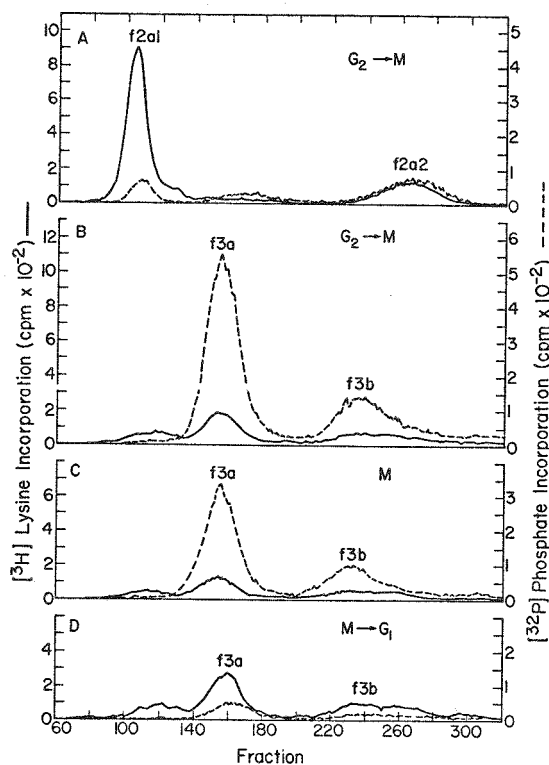 A
f2a1
G₂ → M
f2a2
10
8
6
4
2
0
5
4
3
2
1
0
B
f3a
G₂ → M
f3b
12
10
8
6
4
2
0
6
5
4
3
2
1
0
C
f3a
M
f3b
6
4
2
0
3
2
1
0
D
f3a
M → G₁
f3b
4
2
0
3
2
1
0
60 100 140 180 220 260 300
Fraction
[³H] Lysine Incorporation (cpm x 10⁻²)
[³²P] Phosphate Incorporation (cpm x 10⁻²)